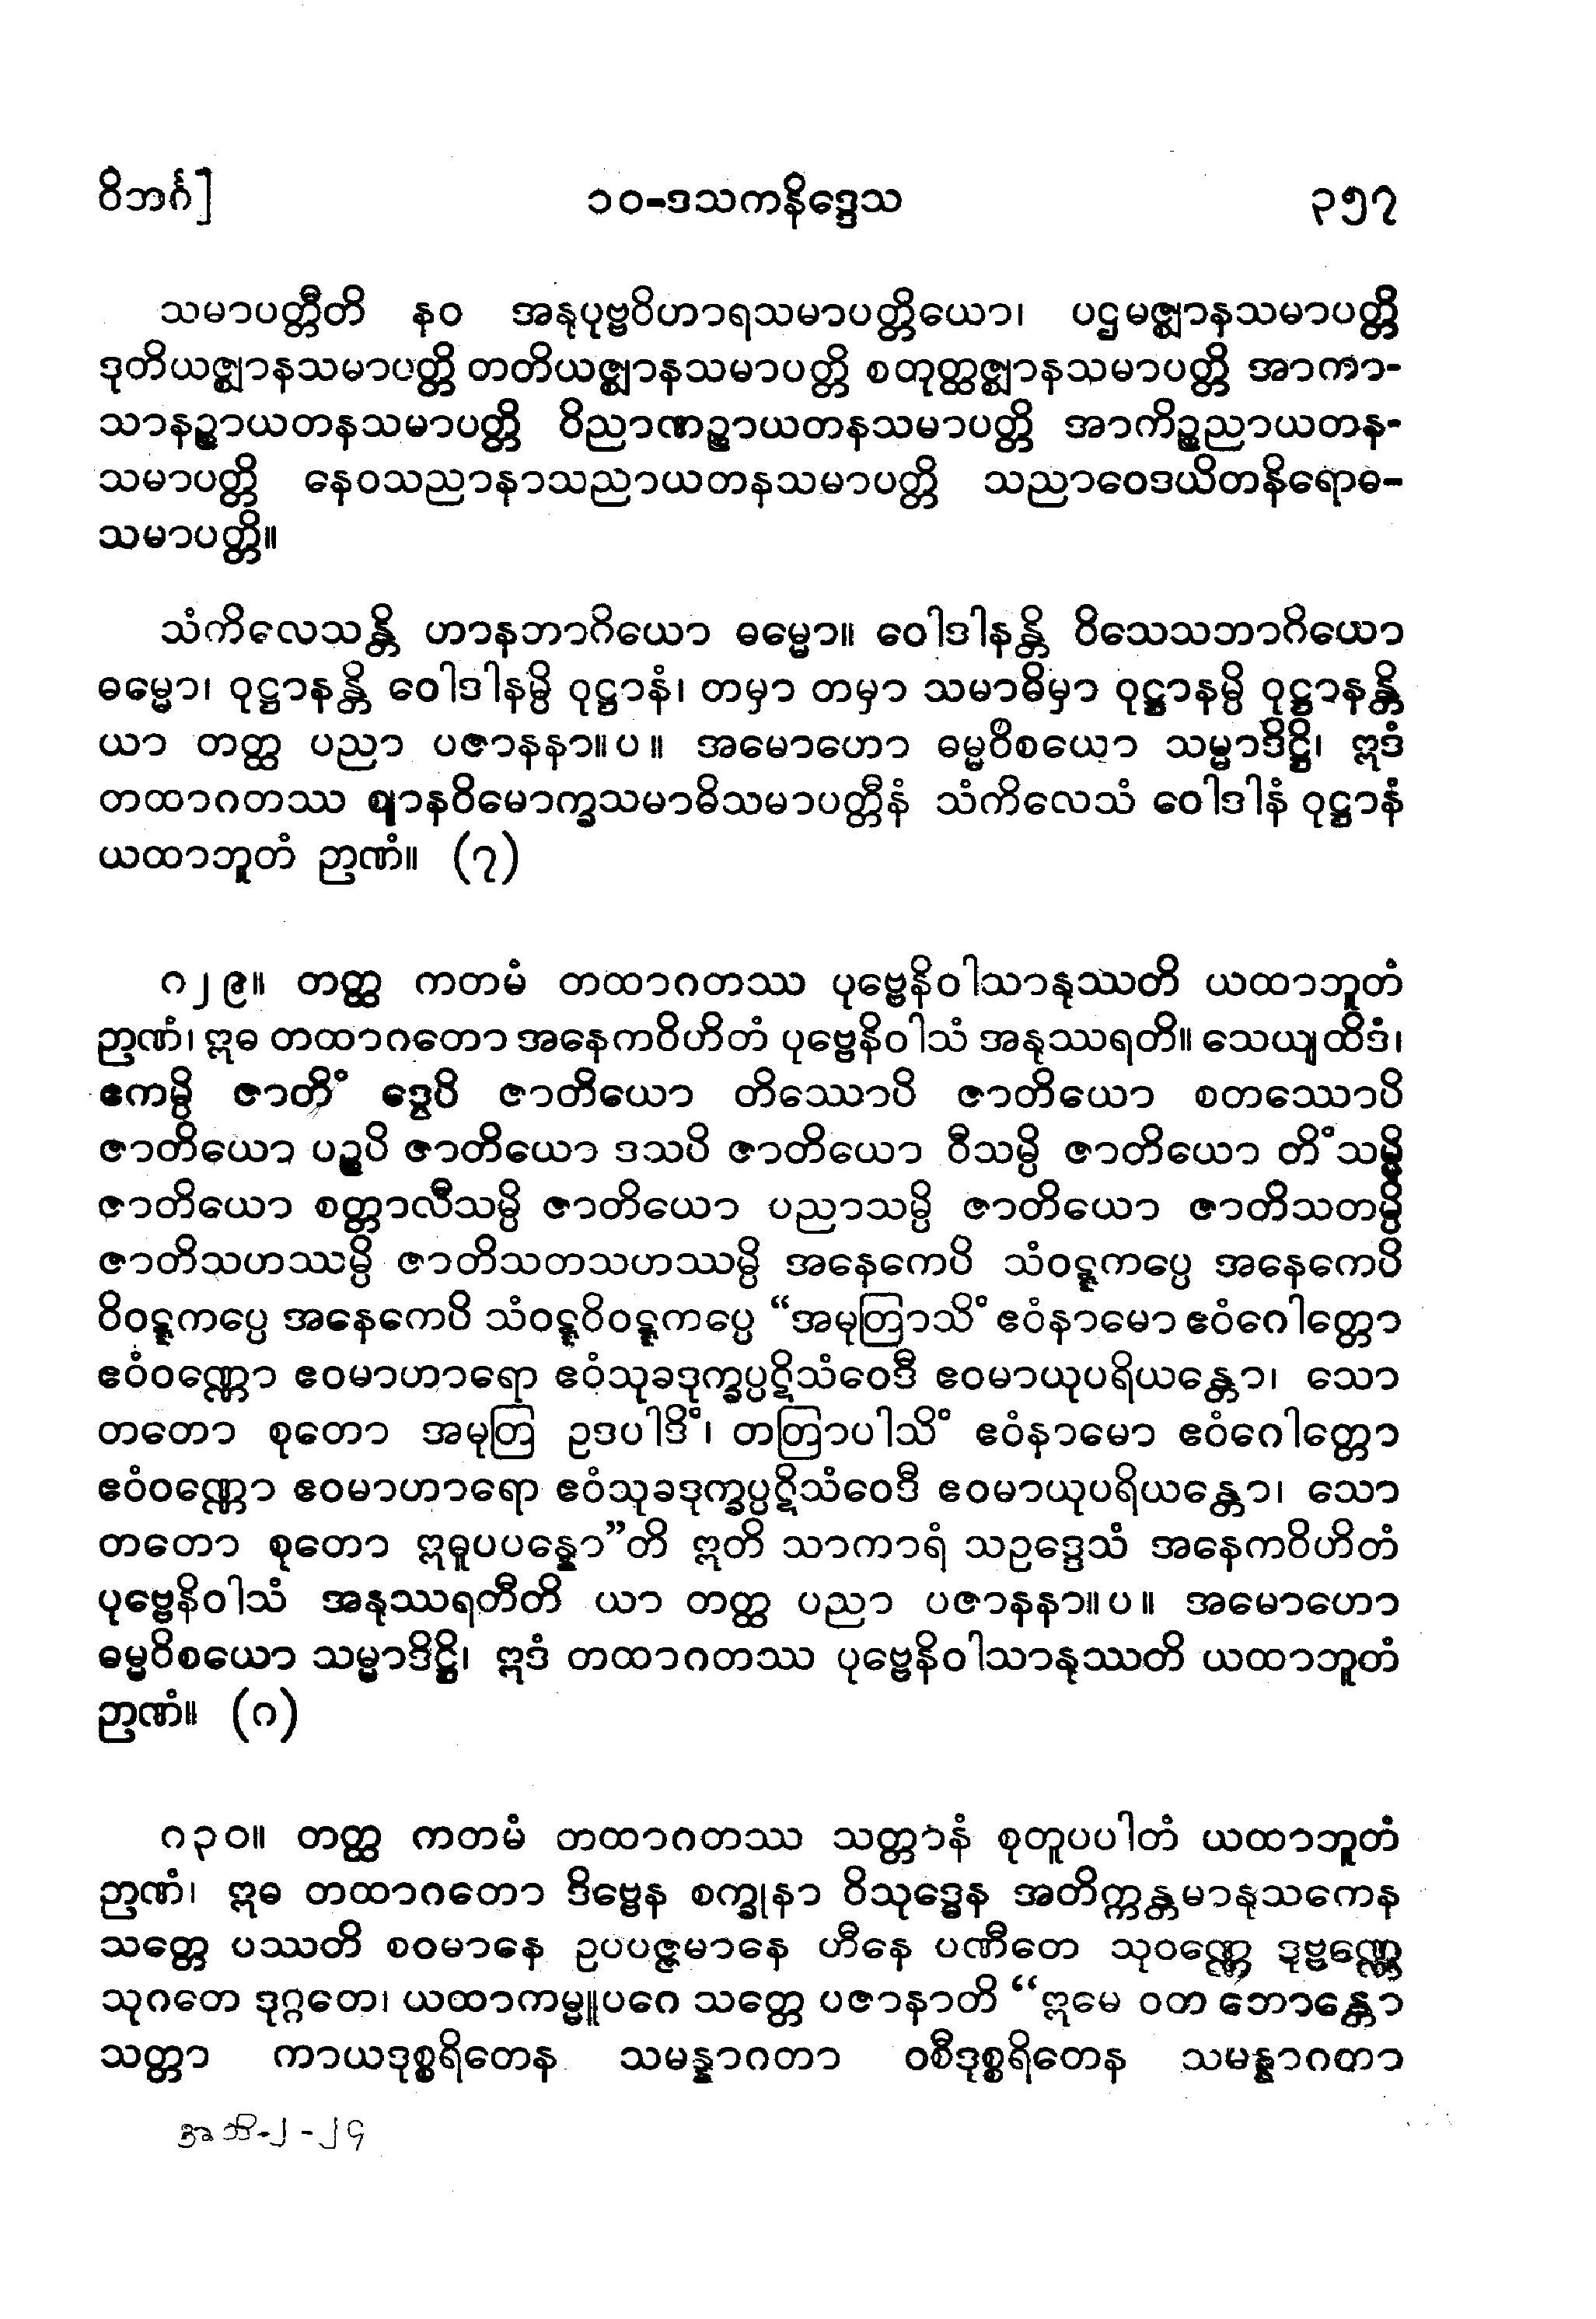 ဝိဘင်္ဂ] ၁၀-ဒသကနိဒ္ဒေသ ၃၅၇
သမာပတ္တီတိ နဝ အနုပုဗ္ဗဝိဟာရသမာပတ္တိယော၊ ပဌမဇ္ဈာနသမာပတ္တိ
ဒုတိယဇ္ဈာနသမာပတ္တိ တတိယဇ္ဈာနသမာပတ္တိ စတုတ္ထဇ္ဈာနသမာပတ္တိ အာကာ-
သာနဉ္စာယတနသမာပတ္တိ ဝိညာဏဉ္စာယတနသမာပတ္တိ အာကိဉ္စညာယတန-
သမာပတ္တိ နေဝသညာနာသညာယတနသမာပတ္တိ သညာဝေဒယိတနိရောဓ-
သမာပတ္တိ။
သံကိလေသန္တိ ဟာနဘာဂိယော ဓမ္မော။ ဝေါဒါနန္တိ ဝိသေသဘာဂိယော
ဓမ္မော၊ ဝုဋ္ဌာနန္တိ ဝေါဒါနမ္ပိ ဝုဋ္ဌာနံ၊ တမှာ တမှာ သမာဓိမှာ ဝုဋ္ဌာနမ္ပိ ဝုဋ္ဌာနန္တိ
ယာ တတ္ထ ပညာ ပဇာနနာ။ပ။ အမောဟော ဓမ္မဝိစယော သမ္မာဒိဋ္ဌိ၊ ဣဒံ
တထာဂတဿ ဈာနဝိမောက္ခသမာဓိသမာပတ္တီနံ သံကိလေသံ ဝေါဒါနံ ဝုဋ္ဌာနံ
ယထာဘူတံ ဉာဏံ။ (၇)
၈၂၉။ တတ္ထ ကတမံ တထာဂတဿ ပုဗ္ဗေနိဝါသာနုဿတိ ယထာဘူတံ
ဉာဏံ၊ ဣဓ တထာဂတော အနေကဝိဟိတံ ပုဗ္ဗေနိဝါသံ အနုဿရတိ။ သေယျထိဒံ၊
ဧကမ္ပိ ဇာတိံ ဒွေပိ ဇာတိယော တိဿောပိ ဇာတိယော စတဿောပိ
ဇာတိယော ပဉ္စပိ ဇာတိယော ဒသပိ ဇာတိယော ဝီသမ္ပိ ဇာတိယော တိံသမ္ပိ
ဇာတိယော စတ္တာလီသမ္ပိ ဇာတိယော ပညာသမ္ပိ ဇာတိယော ဇာတိသတမ္ပိ
ဇာတိသဟဿမ္ပိ ဇာတိသတသဟဿမ္ပိ အနေကေပိ သံဝဋ္ဋကပ္ပေ အနေကေပိ
ဝိဝဋ္ဋကပ္ပေ အနေကေပိ သံဝဋ္ဋဝိဝဋ္ဋကပ္ပေ “အမုတြာသိံ ဧဝံနာမော ဧဝံဂေါတ္တော
ဧဝံဝဏ္ဏော ဧဝမာဟာရော ဧဝံသုခဒုက္ခပ္ပဋိသံဝေဒီ ဧဝမာယုပရိယန္တော၊ သော
တတော စုတော အမုတြ ဥဒပါဒိံ၊ တတြာပါသိံ ဧဝံနာမော ဧဝံဂေါတ္တော
ဧဝံဝဏ္ဏော ဧဝမာဟာရော ဧဝံသုခဒုက္ခပ္ပဋိသံဝေဒီ ဧဝမာယုပရိယန္တော၊ သော
တတော စုတော ဣဓူပပန္နော”တိ ဣတိ သာကာရံ သဥဒ္ဒေသံ အနေကဝိဟိတံ
ပုဗ္ဗေနိဝါသံ အနုဿရတီတိ ယာ တတ္ထ ပညာ ပဇာနနာ။ပ။ အမောဟော
ဓမ္မဝိစယော သမ္မာဒိဋ္ဌိ၊ ဣဒံ တထာဂတဿ ပုဗ္ဗေနိဝါသာနုဿတိ ယထာဘူတံ
ဉာဏံ။ (၈)
၈၃၀။ တတ္ထ ကတမံ တထာဂတဿ သတ္တာနံ စုတူပပါတံ ယထာဘူတံ
ဉာဏံ၊ ဣဓ တထာဂတော ဒိဗ္ဗေန စက္ခုနာ ဝိသုဒ္ဓေန အတိက္ကန္တမာနုသကေန
သတ္တေ ပဿတိ စဝမာနေ ဥပပဇ္ဇမာနေ ဟီနေ ပဏီတေ သုဝဏ္ဏေ ဒုဗ္ဗဏ္ဏေ
သုဂတေ ဒုဂ္ဂတေ၊ ယထာကမ္မူပဂေ သတ္တေ ပဇာနာတိ “ဣမေ ဝတ ဘောန္တော
သတ္တာ ကာယဒုစ္စရိတေန သမန္နာဂတာ ဝစီဒုစ္စရိတေန သမန္နာဂတာ
အဘိ-၂-၂၄